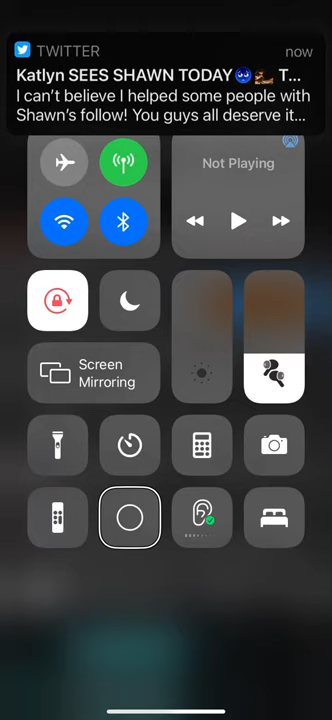 TWITTER
now
Katlyn SEES SHAWN TODAY🥺💪🏾 T...
I can't believe I helped some people with
Shawn's follow! You guys all deserve it...
Not Playing
Screen
Mirroring